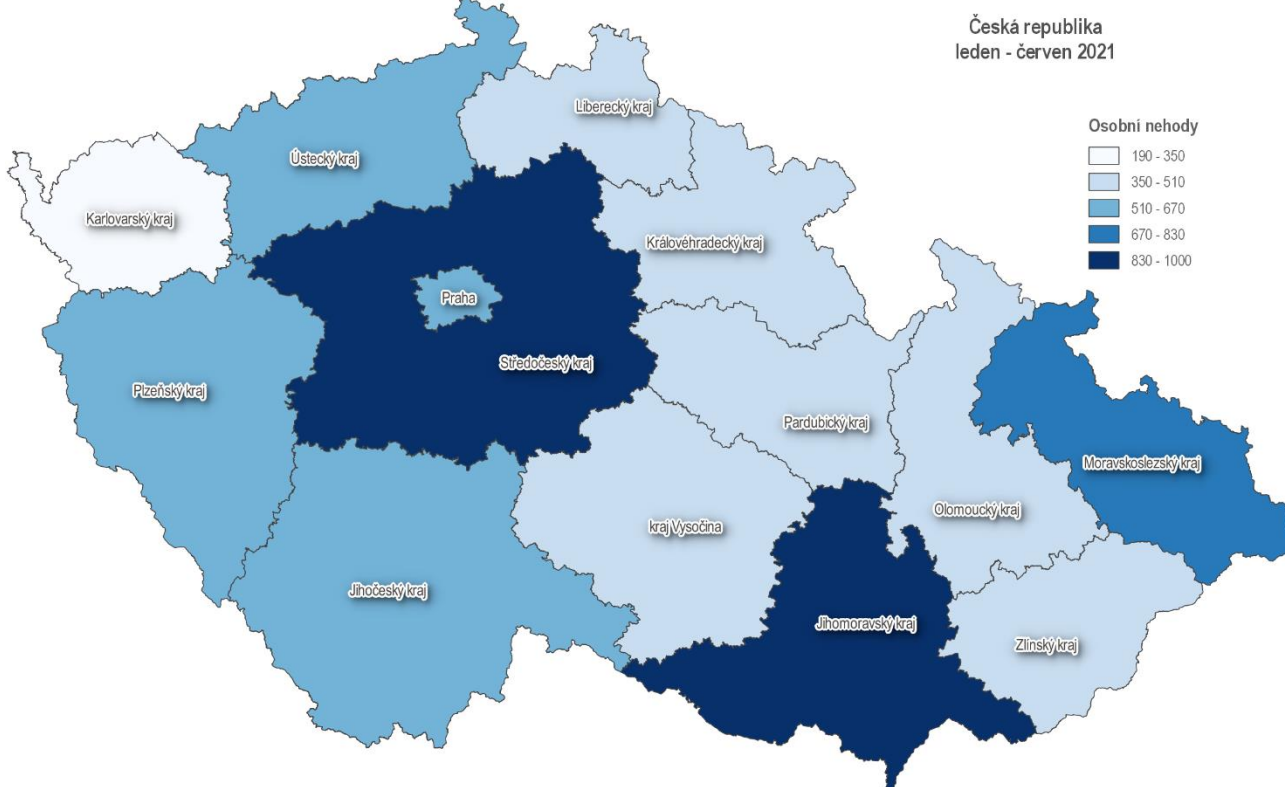 Česká republika
leden - červen 2021
Osobní nehody
190 - 350
350 - 510
510 - 670
670 - 830
830 - 1000
Liberecký kraj
Ústecký kraj
Karlovarský kraj
Královéhradecký kraj
Praha
Středočeský kraj
Plzeňský kraj
Pardubický kraj
Moravskoslezský kraj
Olomoucký kraj
kraj Vysočina
Jihočeský kraj
Jihomoravský kraj
Zlínský kraj